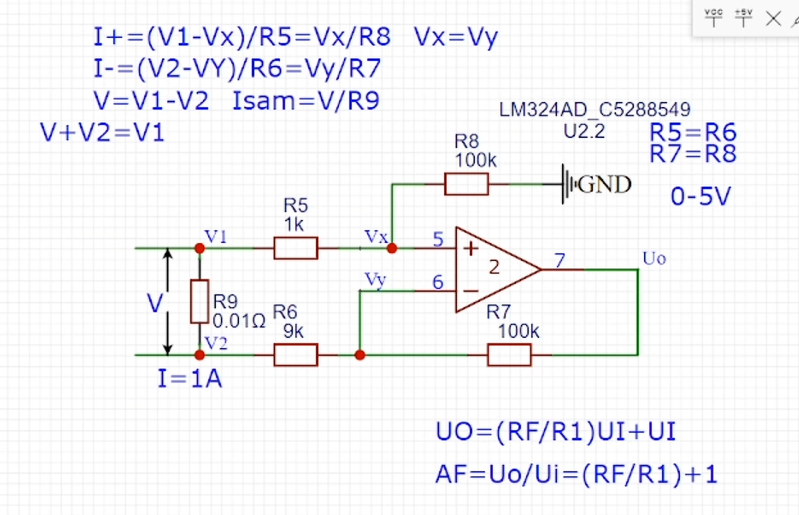 VCC +5V
I+=(V1-Vx)/R5=Vx/R8 Vx=Vy
I-=(V2-VY)/R6=Vy/R7
V=V1-V2 Isam=V/R9
V+V2=V1
LM324AD_C5288549
U2.2
R5=R6
R7=R8
0-5V
R8
100k
GND
R5
1k
V1
Vx
5
+
2
7
Uo
Vy
6
-
V
R9
0.01Ω
V2
R6
9k
R7
100k
I=1A
UO=(RF/R1)UI+UI
AF=Uo/Ui=(RF/R1)+1